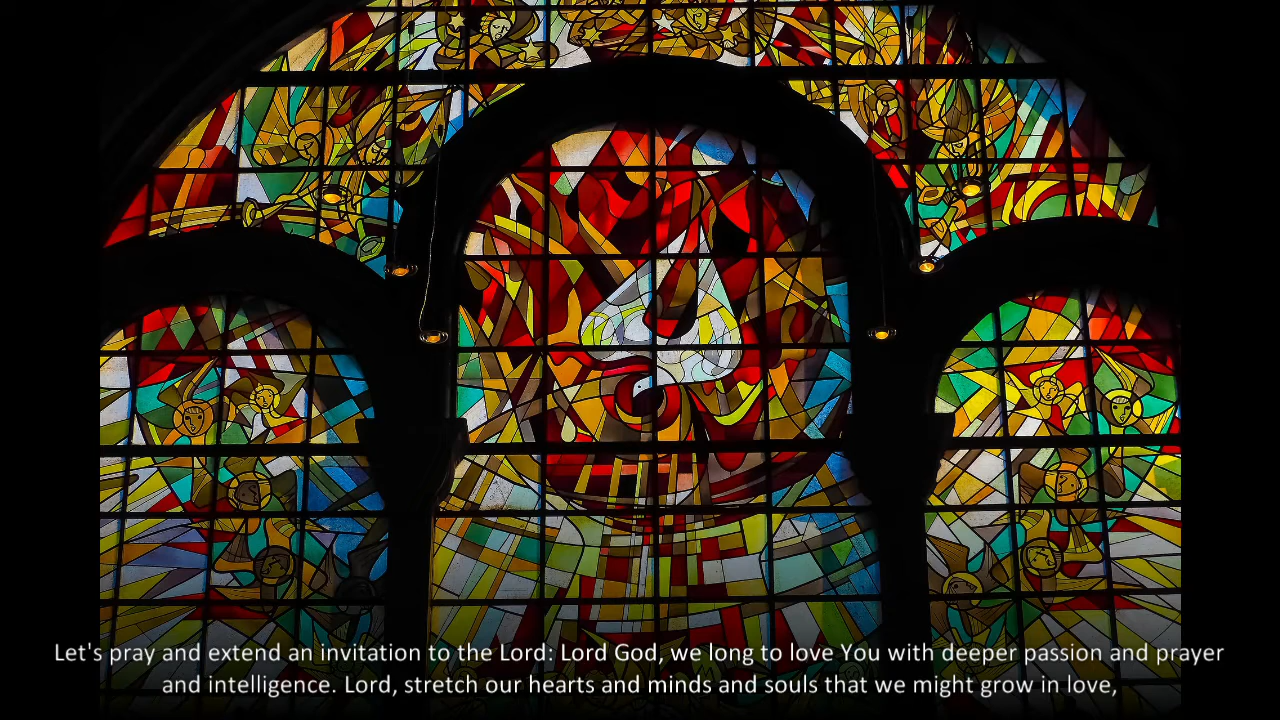 Let's pray and extend an invitation to the Lord: Lord God, we long to love You with deeper passion and prayer
and intelligence. Lord, stretch our hearts and minds and souls that we might grow in love,